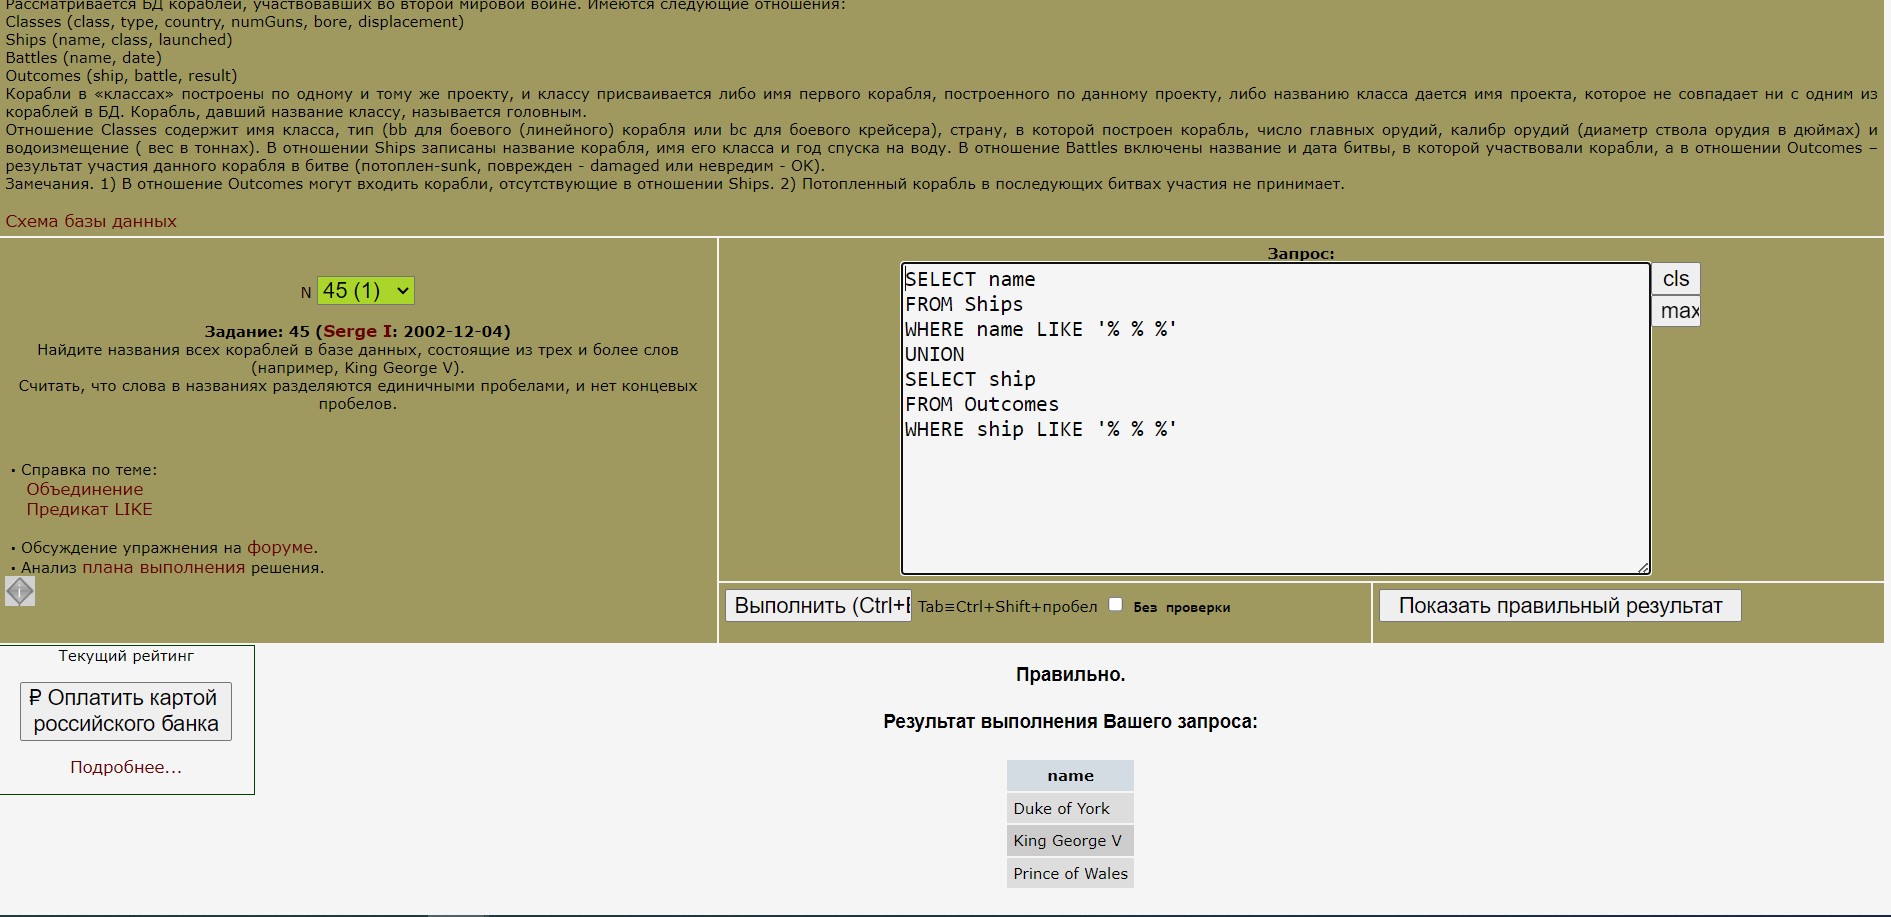 Рассматривается БД кораблей, участвовавших во второй мировой войне. Имеются следующие отношения:
Classes (class, type, country, numGuns, bore, displacement)
Ships (name, class, launched)
Battles (name, date)
Outcomes (ship, battle, result)
Корабли в «классах» построены по одному и тому же проекту, и классу присваивается либо имя первого корабля, построенного по данному проекту, либо названию класса дается имя проекта, которое не совпадает ни с одним из
кораблей в БД. Корабль, давший название классу, называется головным.
Отношение Classes содержит имя класса, тип (bb для боевого (линейного) корабля или bc для боевого крейсера), страну, в которой построен корабль, число главных орудий, калибр орудий (диаметр ствола орудия в дюймах) и
водоизмещение ( вес в тоннах). В отношении Ships записаны название корабля, имя его класса и год спуска на воду. В отношение Battles включены название и дата битвы, в которой участвовали корабли, а в отношении Outcomes –
результат участия данного корабля в битве (потоплен-sunk, поврежден - damaged или невредим - OK).
Замечания. 1) В отношение Outcomes могут входить корабли, отсутствующие в отношении Ships. 2) Потопленный корабль в последующих битвах участия не принимает.
Схема базы данных
N 45 (1)
Задание: 45 (Serge I: 2002-12-04)
Найдите названия всех кораблей в базе данных, состоящие из трех и более слов
(например, King George V).
Считать, что слова в названиях разделяются единичными пробелами, и нет концевых
пробелов.
· Справка по теме:
Объединение
Предикат LIKE
· Обсуждение упражнения на форуме.
· Анализ плана выполнения решения.
Запрос:
SELECT name
FROM Ships
WHERE name LIKE '% % %'
UNION
SELECT ship
FROM Outcomes
WHERE ship LIKE '% % %'
cls
max
Выполнить (Ctrl+E Tab≡Ctrl+Shift+пробел Без проверки
Показать правильный результат
Текущий рейтинг
₽ Оплатить картой
российского банка
Подробнее...
Правильно.
Результат выполнения Вашего запроса:
name
Duke of York
King George V
Prince of Wales